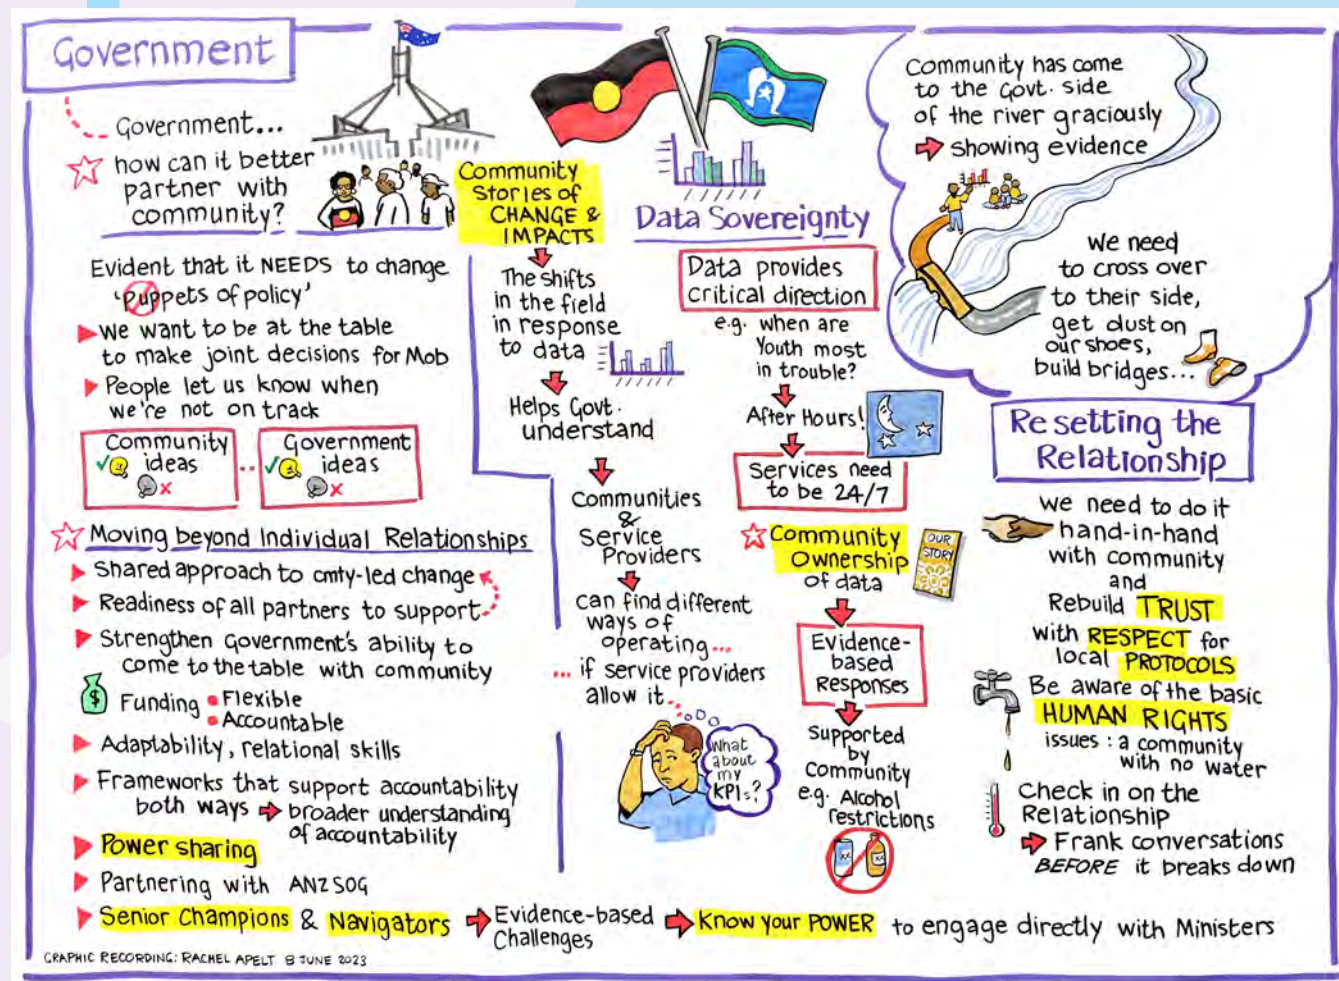 Government
Government...
how can it better
partner with
community?
Evident that it NEEDS to change
'puppets of policy'
we want to be at the table
to make joint decisions for Mob
People let us know when
we're not on track
Community
ideas
..
Government
ideas
Moving beyond Individual Relationships
Shared approach to cmty-led change
Readiness of all partners to support
Strengthen Government's ability to
come to the table with community
$
Funding
Flexible
Accountable
Adaptability, relational skills
Frameworks that support accountability
both ways
broader understanding
of accountability
Power sharing
Partnering with ANZSOG
Senior Champions & Navigators
Evidence-based
Challenges
Know your POWER to engage directly with Ministers
Community
Stories of
CHANGE &
IMPACTS
The shifts
in the field
in response
to data
Helps Govt.
understand
Communities
&
Service
Providers
can find different
ways of
operating...
... if service providers
allow it...
What
about
my
KPIs?
Data Sovereignty
Data provides
critical direction
e.g. when are
Youth most
in trouble?
After Hours!
Services need
to be 24/7
Community
Ownership
of data
OUR
STORY
Evidence-
based
Responses
Supported
by
Community
e.g. Alcohol
restrictions
XX
XX
Community has come
to the Govt. side
of the river graciously
showing evidence
We need
to cross over
to their side,
get dust on
our shoes,
build bridges...
Resetting the
Relationship
we need to do it
hand-in-hand
with community
and
Rebuild TRUST
with RESPECT for
local PROTOCOLS
Be aware of the basic
HUMAN RIGHTS
issues : a community
with no water
Check in on the
Relationship
Frank conversations
BEFORE it breaks down
GRAPHIC RECORDING: RACHEL APELT 8 JUNE 2023